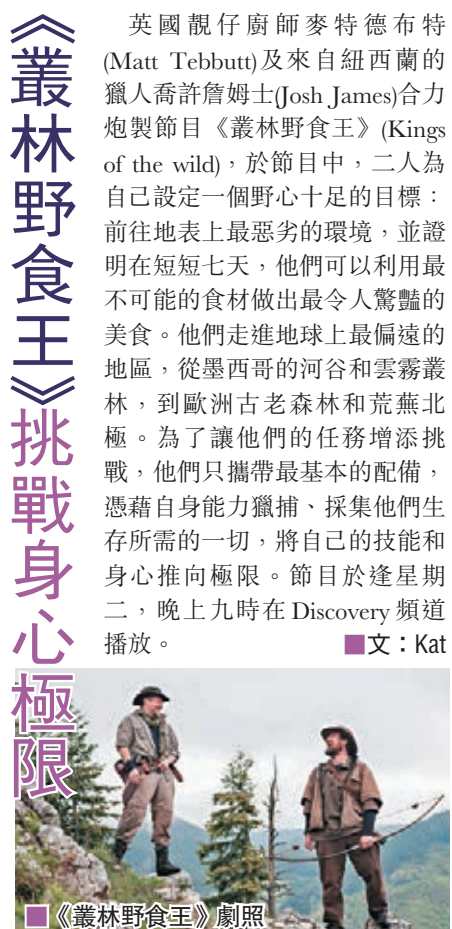 《叢林野食王》挑戰身心極限
英國靚仔廚師麥特德布特
(Matt Tebbutt)及來自紐西蘭的
獵人喬許詹姆士(Josh James)合力
炮製節目《叢林野食王》(Kings
of the wild)，於節目中，二人為
自己設定一個野心十足的目標：
前往地表上最惡劣的環境，並證
明在短短七天，他們可以利用最
不可能的食材做出最令人驚豔的
美食。他們走進地球上最偏遠的
地區，從墨西哥的河谷和雲霧叢
林，到歐洲古老森林和荒蕪北
極。為了讓他們的任務增添挑
戰，他們只攜帶最基本的配備，
憑藉自身能力獵捕、採集他們生
存所需的一切，將自己的技能和
身心推向極限。節目於逢星期
二，晚上九時在 Discovery 頻道
播放。
■文：Kat
■《叢林野食王》劇照